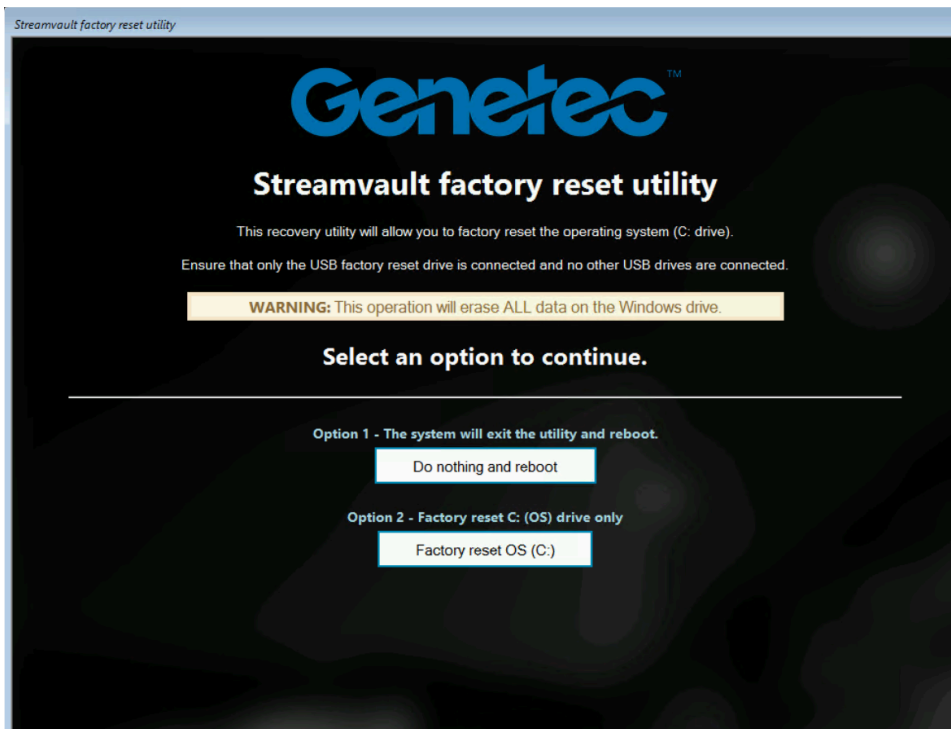 Streamvault factory reset utility
Genetec™
Streamvault factory reset utility
This recovery utility will allow you to factory reset the operating system (C: drive).
Ensure that only the USB factory reset drive is connected and no other USB drives are connected.
WARNING: This operation will erase ALL data on the Windows drive.
Select an option to continue.
Option 1 - The system will exit the utility and reboot.
Do nothing and reboot
Option 2 - Factory reset C: (OS) drive only
Factory reset OS (C:)